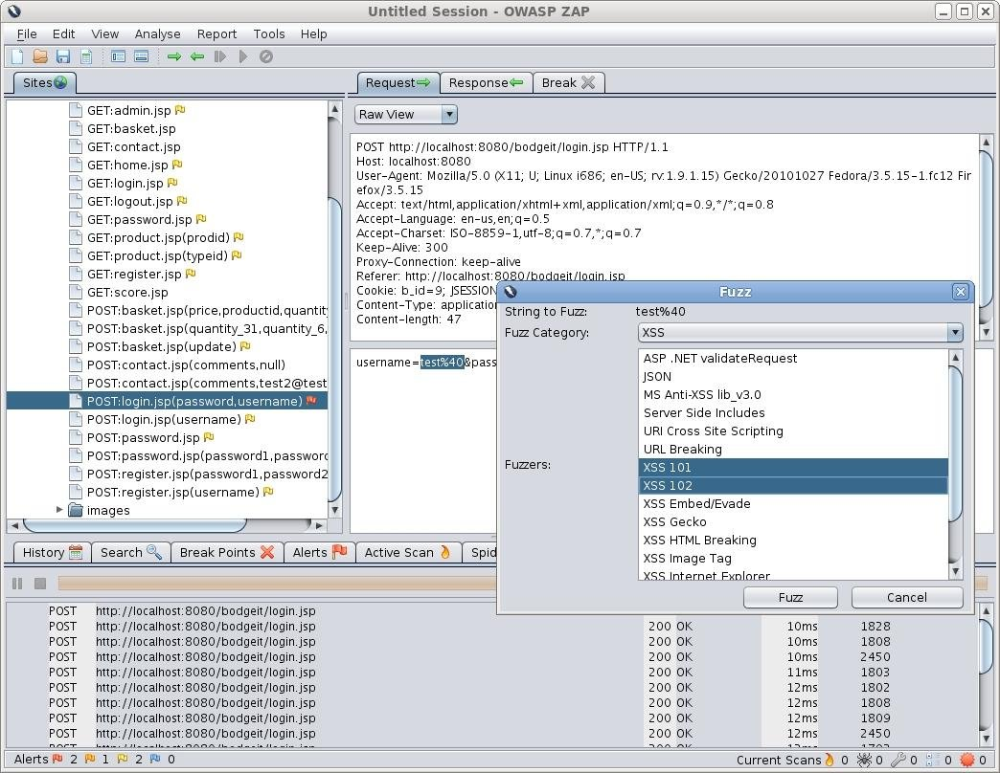 Untitled Session - OWASP ZAP
File Edit View Analyse Report Tools Help
Sites
Request Response Break
GET:admin.jsp
GET:basket.jsp
GET:contact.jsp
GET:home.jsp
GET:login.jsp
GET:logout.jsp
GET:password.jsp
GET:product.jsp(prodid)
GET:product.jsp(typeid)
GET:register.jsp
GET:score.jsp
POST:basket.jsp(price,productid,quantity
POST:basket.jsp(quantity_31,quantity_6,
POST:basket.jsp(update)
POST:contact.jsp(comments,null)
POST:contact.jsp(comments,test2@test
POST:login.jsp(password,username)
POST:login.jsp(username)
POST:password.jsp
POST:password.jsp(password1,password
POST:register.jsp(password1,password2
POST:register.jsp(username)
images
Raw View
POST http://localhost:8080/bodgeit/login.jsp HTTP/1.1
Host: localhost:8080
User-Agent: Mozilla/5.0 (X11; U; Linux i686; en-US; rv:1.9.1.15) Gecko/20101027 Fedora/3.5.15-1.fc12 Fir
efox/3.5.15
Accept: text/html,application/xhtml+xml,application/xml;q=0.9,*/*;q=0.8
Accept-Language: en-us,en;q=0.5
Accept-Charset: ISO-8859-1,utf-8;q=0.7,*;q=0.7
Keep-Alive: 300
Proxy-Connection: keep-alive
Referer: http://localhost:8080/bodgeit/login.jsp
Cookie: b_id=9; JSESSION
Content-Type: application
Content-length: 47
username=test%40&pass
Fuzz
String to Fuzz: test%40
Fuzz Category: XSS
Fuzzers:
ASP .NET validateRequest
JSON
MS Anti-XSS lib_v3.0
Server Side Includes
URI Cross Site Scripting
URL Breaking
XSS 101
XSS 102
XSS Embed/Evade
XSS Gecko
XSS HTML Breaking
XSS Image Tag
XSS Internet Explorer
Fuzz Cancel
History Search Break Points Alerts Active Scan Spid
POST http://localhost:8080/bodgeit/login.jsp
POST http://localhost:8080/bodgeit/login.jsp 200 OK 10ms 1828
POST http://localhost:8080/bodgeit/login.jsp 200 OK 10ms 1808
POST http://localhost:8080/bodgeit/login.jsp 200 OK 10ms 2450
POST http://localhost:8080/bodgeit/login.jsp 200 OK 11ms 1803
POST http://localhost:8080/bodgeit/login.jsp 200 OK 12ms 1802
POST http://localhost:8080/bodgeit/login.jsp 200 OK 12ms 1808
POST http://localhost:8080/bodgeit/login.jsp 200 OK 12ms 1809
POST http://localhost:8080/bodgeit/login.jsp 200 OK 12ms 2450
POST http://localhost:8080/bodgeit/login.jsp 200 OK
Alerts 2 1 2 0 Current Scans 0 0 0 0 0